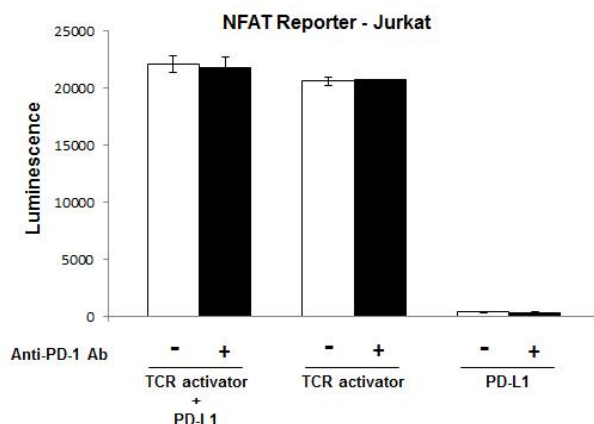 NFAT Reporter - Jurkat
25000
20000
15000
10000
5000
0
Luminescence
Anti-PD-1 Ab - + - + - +
TCR activator
+
PD-L1
TCR activator
PD-L1